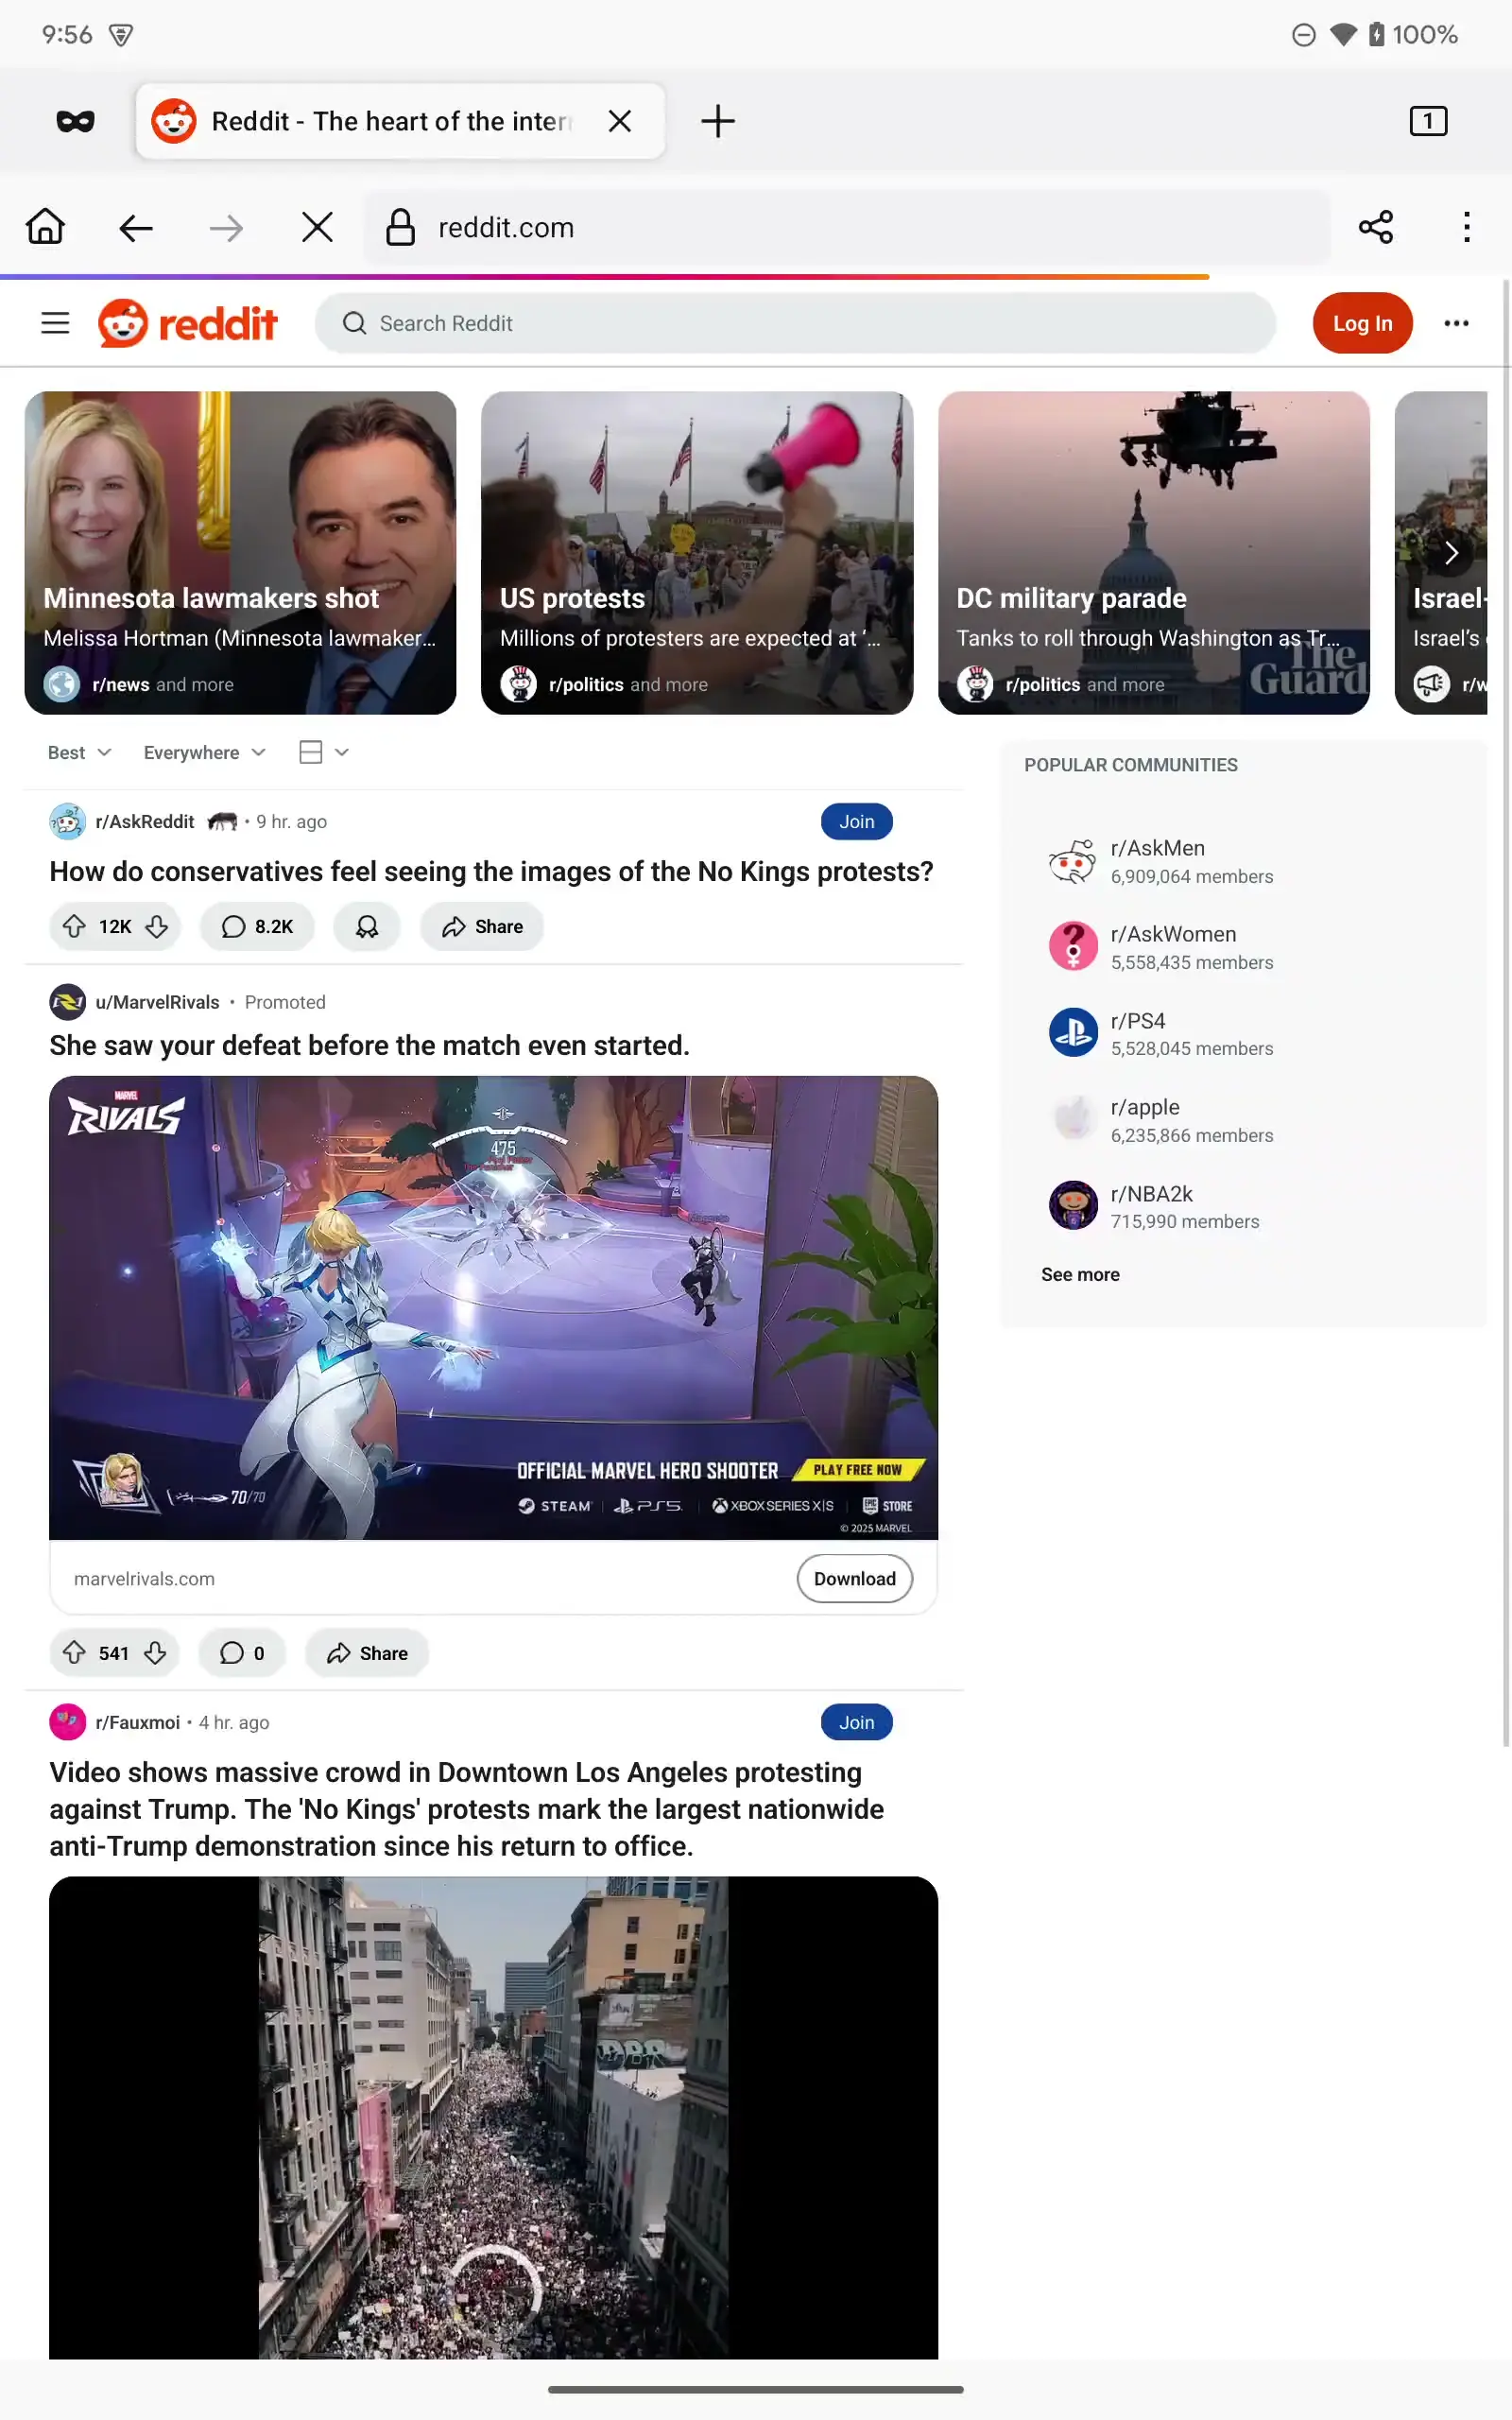 9:56
100%
Reddit - The heart of the inter
1
reddit.com
reddit
Search Reddit
Log In
Minnesota lawmakers shot
Melissa Hortman (Minnesota lawmaker...
r/news and more
US protests
Millions of protesters are expected at ‘...
r/politics and more
DC military parade
Tanks to roll through Washington as Tr...
The
Guard
r/politics and more
Israel-
Israel's
r/w
Best
Everywhere
r/AskReddit • 9 hr. ago
Join
How do conservatives feel seeing the images of the No Kings protests?
12K
8.2K
Share
u/MarvelRivals • Promoted
She saw your defeat before the match even started.
MARVEL
RIVALS
475
70/70
OFFICIAL MARVEL HERO SHOOTER
PLAY FREE NOW
STEAM
PS5
XBOX SERIES X|S
EPIC
STORE
© 2025 MARVEL
marvelrivals.com
Download
541
0
Share
r/Fauxmoi • 4 hr. ago
Join
Video shows massive crowd in Downtown Los Angeles protesting
against Trump. The 'No Kings' protests mark the largest nationwide
anti-Trump demonstration since his return to office.
POPULAR COMMUNITIES
r/AskMen
6,909,064 members
r/AskWomen
5,558,435 members
r/PS4
5,528,045 members
r/apple
6,235,866 members
r/NBA2k
715,990 members
See more